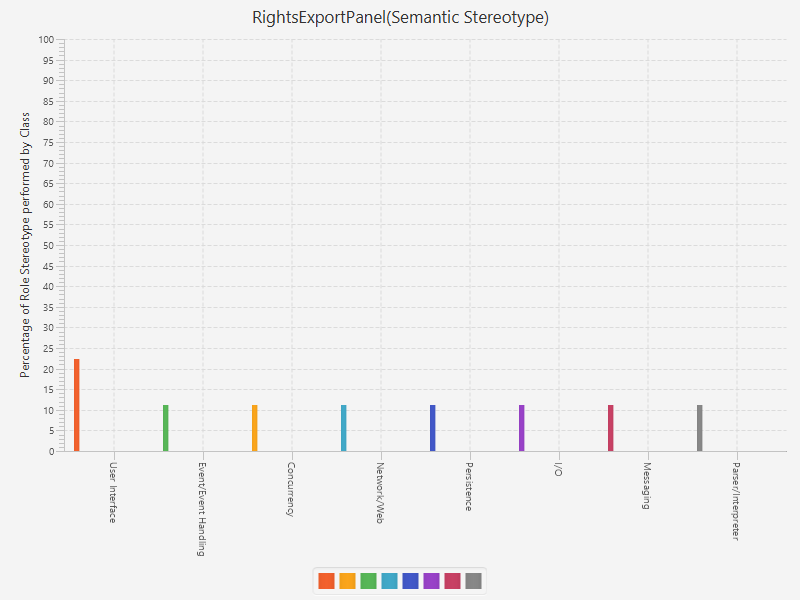 RightsExportPanel(Semantic Stereotype)
Percentage of Role Stereotype performed by Class
100
95
90
85
80
75
70
65
60
55
50
45
40
35
30
25
20
15
10
5
0
User Interface
Event/Event Handling
Concurrency
Network/Web
Persistence
I/O
Messaging
Parser/Interpreter